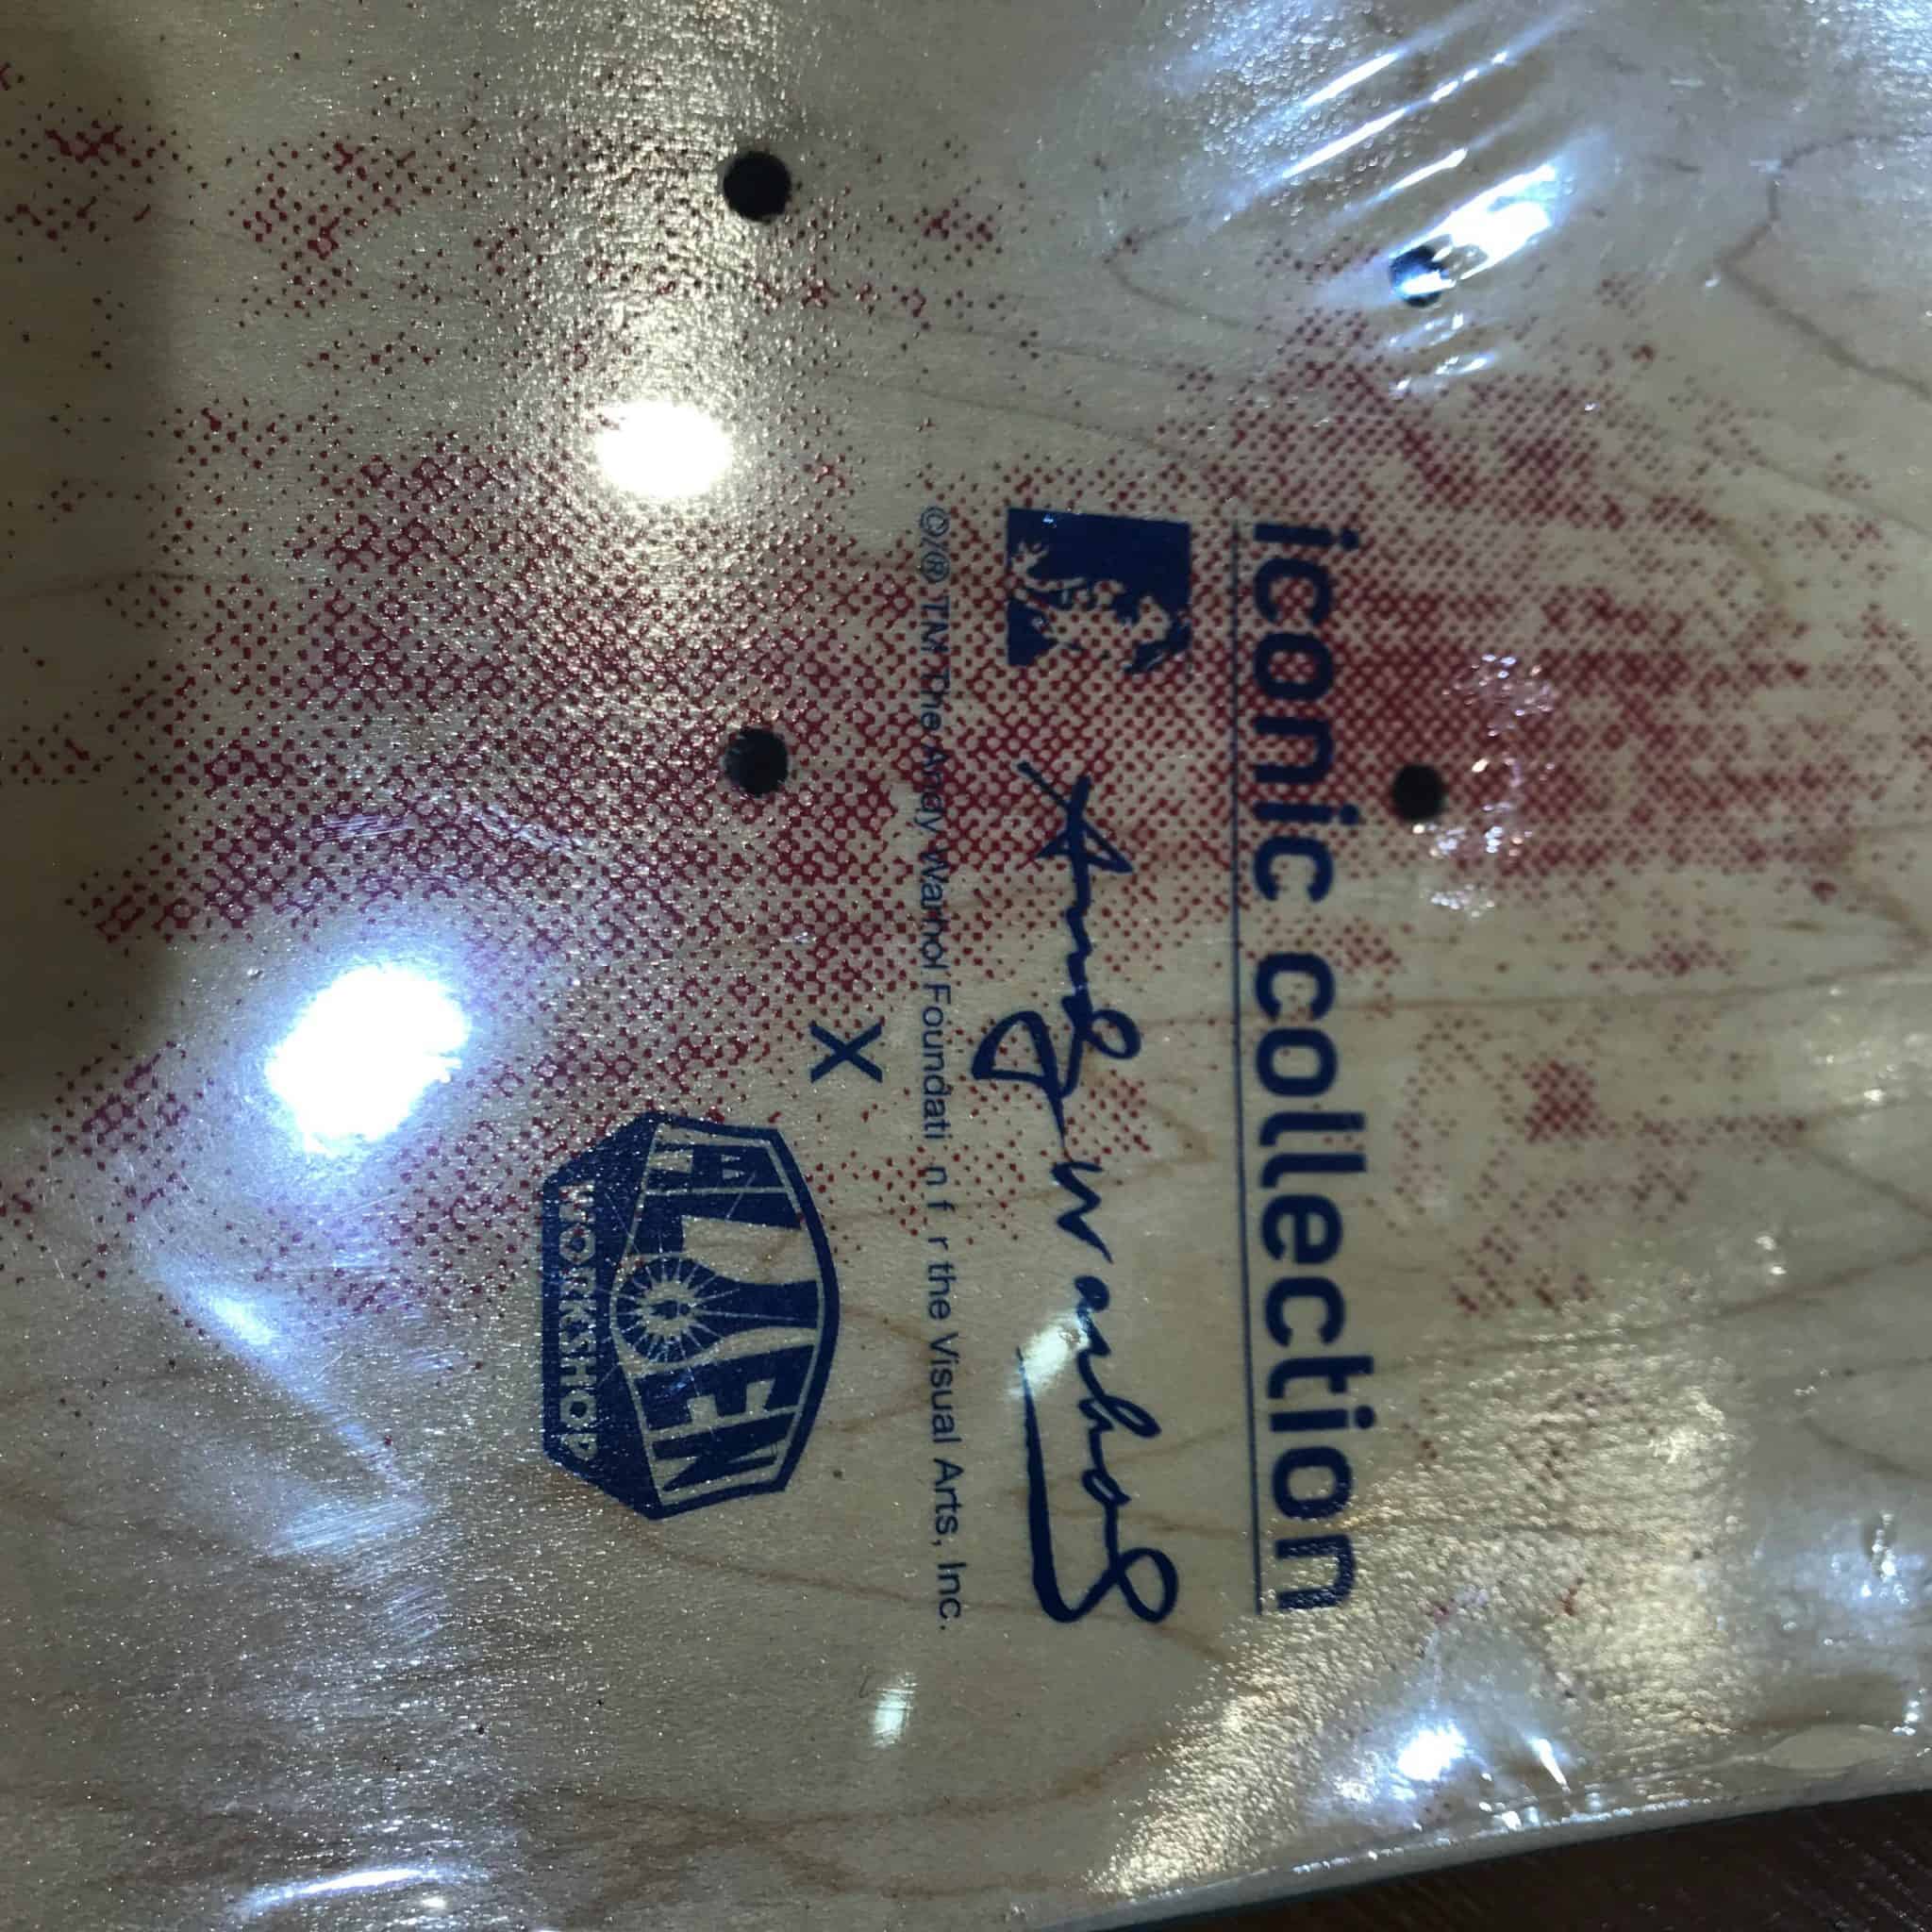 iconic collection
Andy Warhol
©/®/TM The Andy Warhol Foundati n f r the Visual Arts, Inc.
X
ALIEN
WORKSHOP